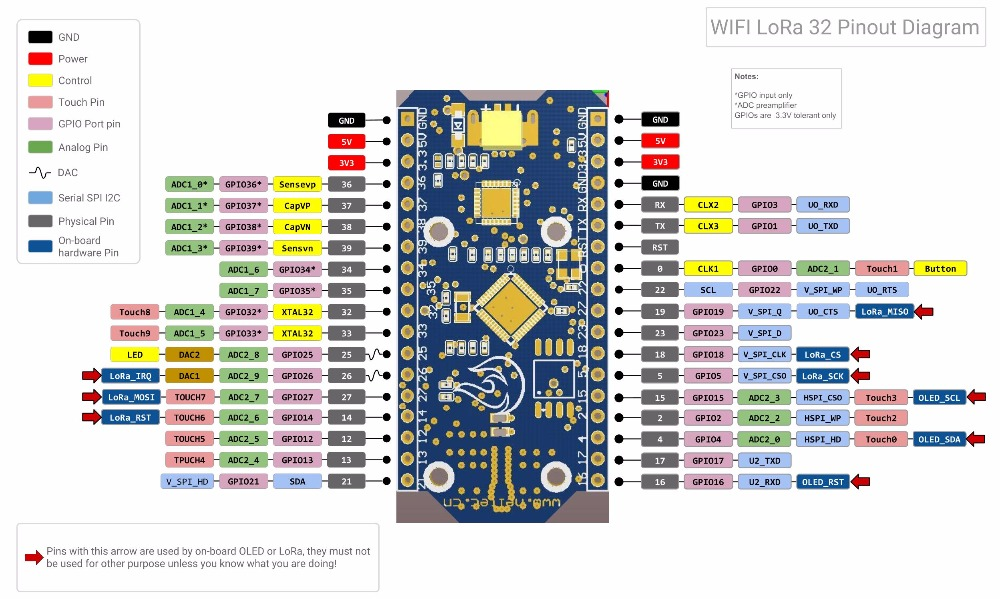 WIFI LoRa 32 Pinout Diagram
GND
Power
Control
Touch Pin
GPIO Port pin
Analog Pin
DAC
Serial SPI I2C
Physical Pin
On-board
hardware Pin
Notes:
*GPIO input only
*ADC preamplifier
GPIOs are 3.3V tolerant only
GND
5V
3V3
ADC1_0* GPIO36* Sensevp 36
ADC1_1* GPIO37* CapVP 37
ADC1_2* GPIO38* CapVN 38
ADC1_3* GPIO39* Sensvn 39
ADC1_6 GPIO34* 34
ADC1_7 GPIO35* 35
Touch8 ADC1_4 GPIO32* XTAL32 32
Touch9 ADC1_5 GPIO33* XTAL32 33
LED DAC2 ADC2_8 GPIO25 25
LoRa_IRQ DAC1 ADC2_9 GPIO26 26
LoRa_MOSI TOUCH7 ADC2_7 GPIO27 27
LoRa_RST TOUCH6 ADC2_6 GPIO14 14
TOUCH5 ADC2_5 GPIO12 12
TPUCH4 ADC2_4 GPIO13 13
V_SPI_HD GPIO21 SDA 21
GND
5V
3V3
GND
RX CLX2 GPIO3 UO_RXD
TX CLX3 GPIO1 UO_TXD
RST
0 CLK1 GPIO0 ADC2_1 Touch1 Button
22 SCL GPIO22 V_SPI_WP UO_RTS
19 GPIO19 V_SPI_Q UO_CTS LoRa_MISO
23 GPIO23 V_SPI_D
18 GPIO18 V_SPI_CLK LoRa_CS
5 GPIO5 V_SPI_CSO LoRa_SCK
15 GPIO15 ADC2_3 HSPI_CSO Touch3 OLED_SCL
2 GPIO2 ADC2_2 HSPI_WP Touch2
4 GPIO4 ADC2_0 HSPI_HD Touch0 OLED_SDA
17 GPIO17 U2_TXD
16 GPIO16 U2_RXD OLED_RST
www.heltec.cn
Pins with this arrow are used by on-board OLED or LoRa, they must not
be used for other purpose unless you know what you are doing!